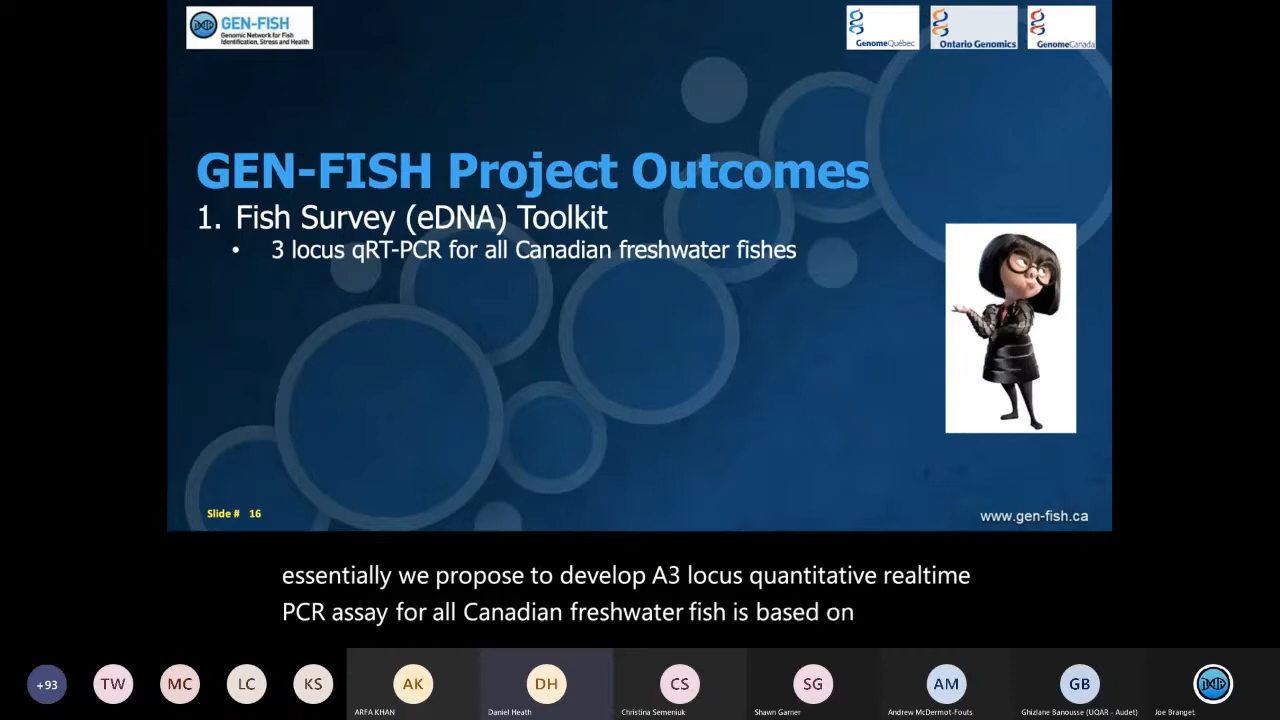 GEN-FISH
Genomic Network for Fish
Identification, Stress and Health
GenomeQuébec
Ontario Genomics
GenomeCanada
GEN-FISH Project Outcomes
1. Fish Survey (eDNA) Toolkit
• 3 locus qRT-PCR for all Canadian freshwater fishes
Slide # 16
www.gen-fish.ca
essentially we propose to develop A3 locus quantitative realtime
PCR assay for all Canadian freshwater fish is based on
+93
TW
MC
LC
KS
AK
DH
CS
SG
AM
GB
ARFA KHAN
Daniel Heath
Christina Semeniuk
Shawn Garner
Andrew McDermot-Fouts
Ghiziane Banousse (UQAR - Audet)
Joe Branget